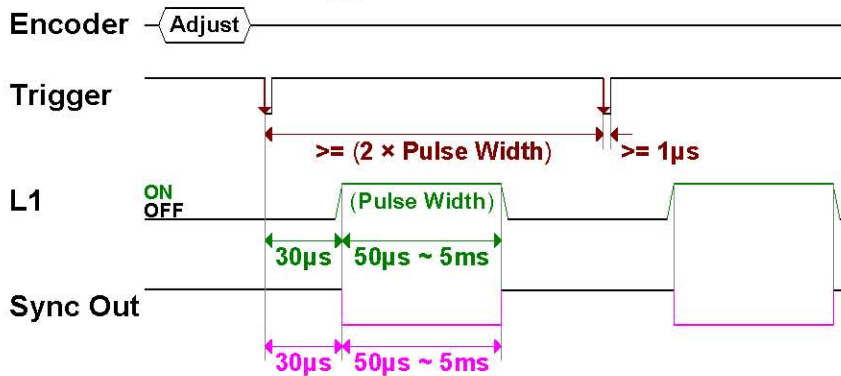 Encoder
Adjust
Trigger
>= (2 × Pulse Width)
>= 1µs
L1
ON
OFF
(Pulse Width)
30µs
50µs ~ 5ms
Sync Out
30µs
50µs ~ 5ms